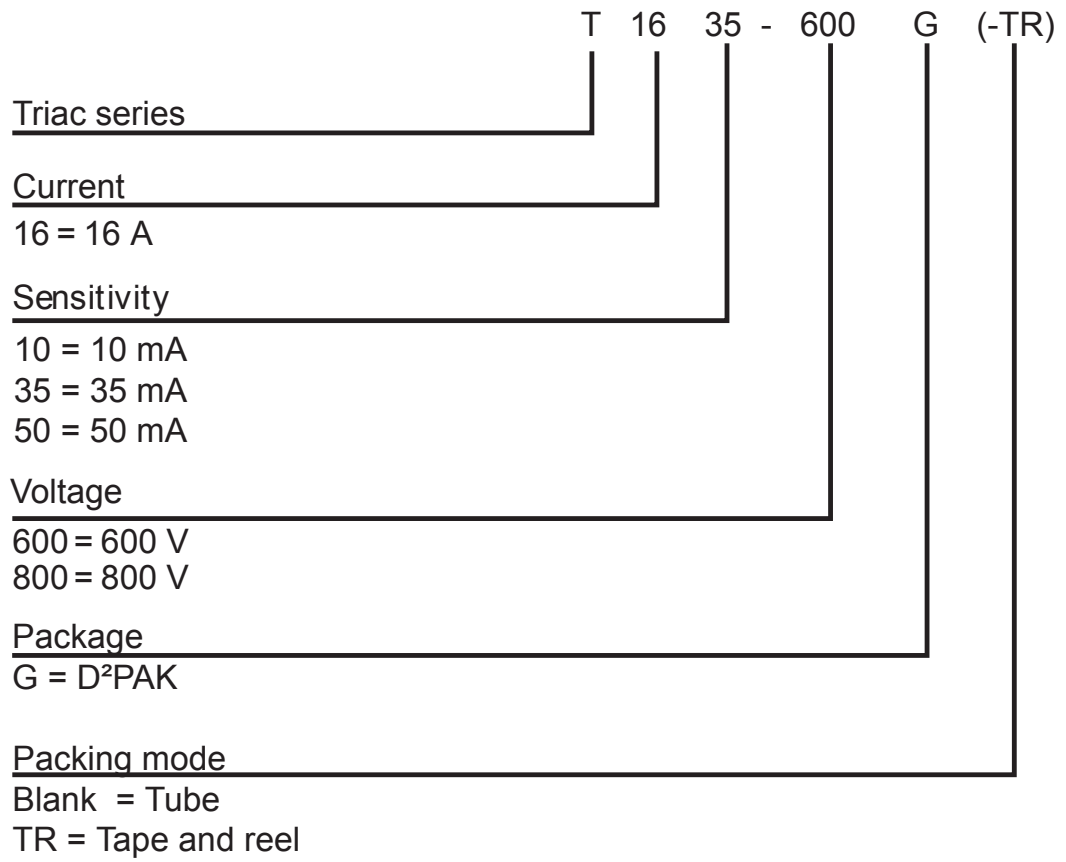 T 16 35 - 600 G (-TR)
Triac series
Current
16 = 16 A
Sensitivity
10 = 10 mA
35 = 35 mA
50 = 50 mA
Voltage
600 = 600 V
800 = 800 V
Package
G = D²PAK
Packing mode
Blank = Tube
TR = Tape and reel